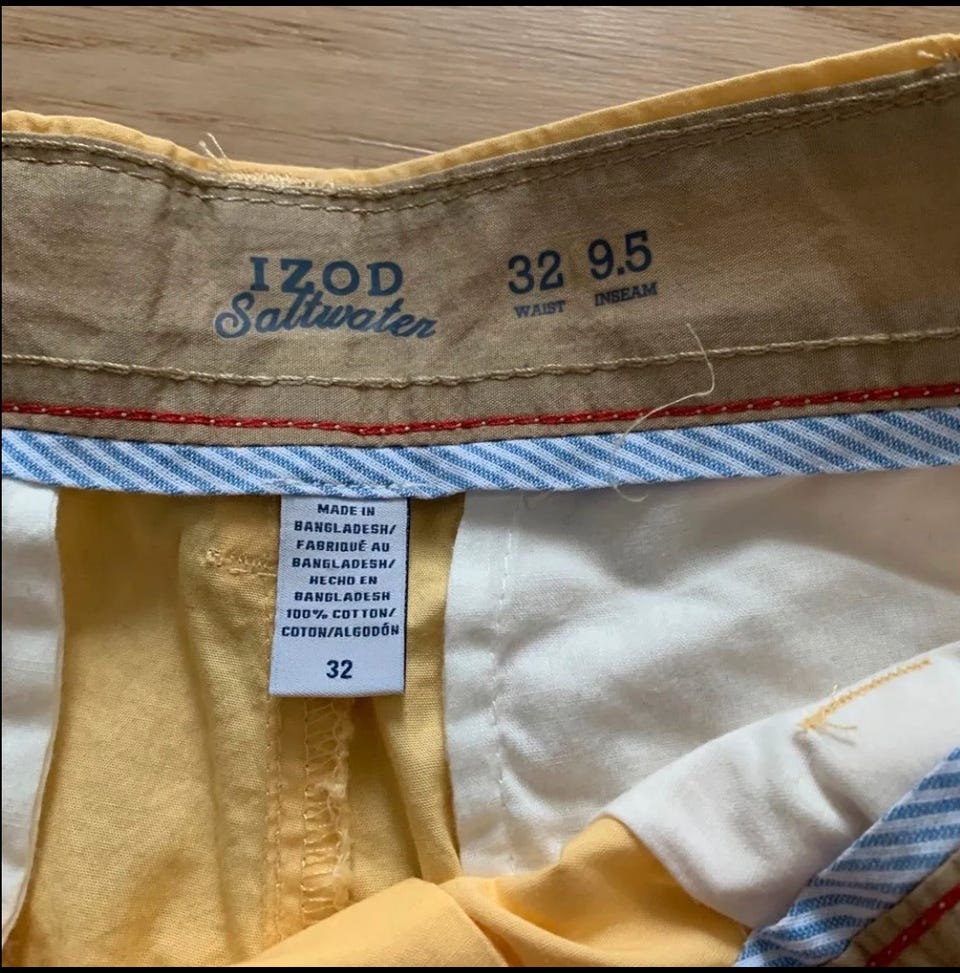 IZOD
Saltwater
32 9.5
WAIST INSEAM
MADE IN
BANGLADESH/
FABRIQUÉ AU
BANGLADESH/
HECHO EN
BANGLADESH
100% COTTON/
COTON/ALGODÓN
32